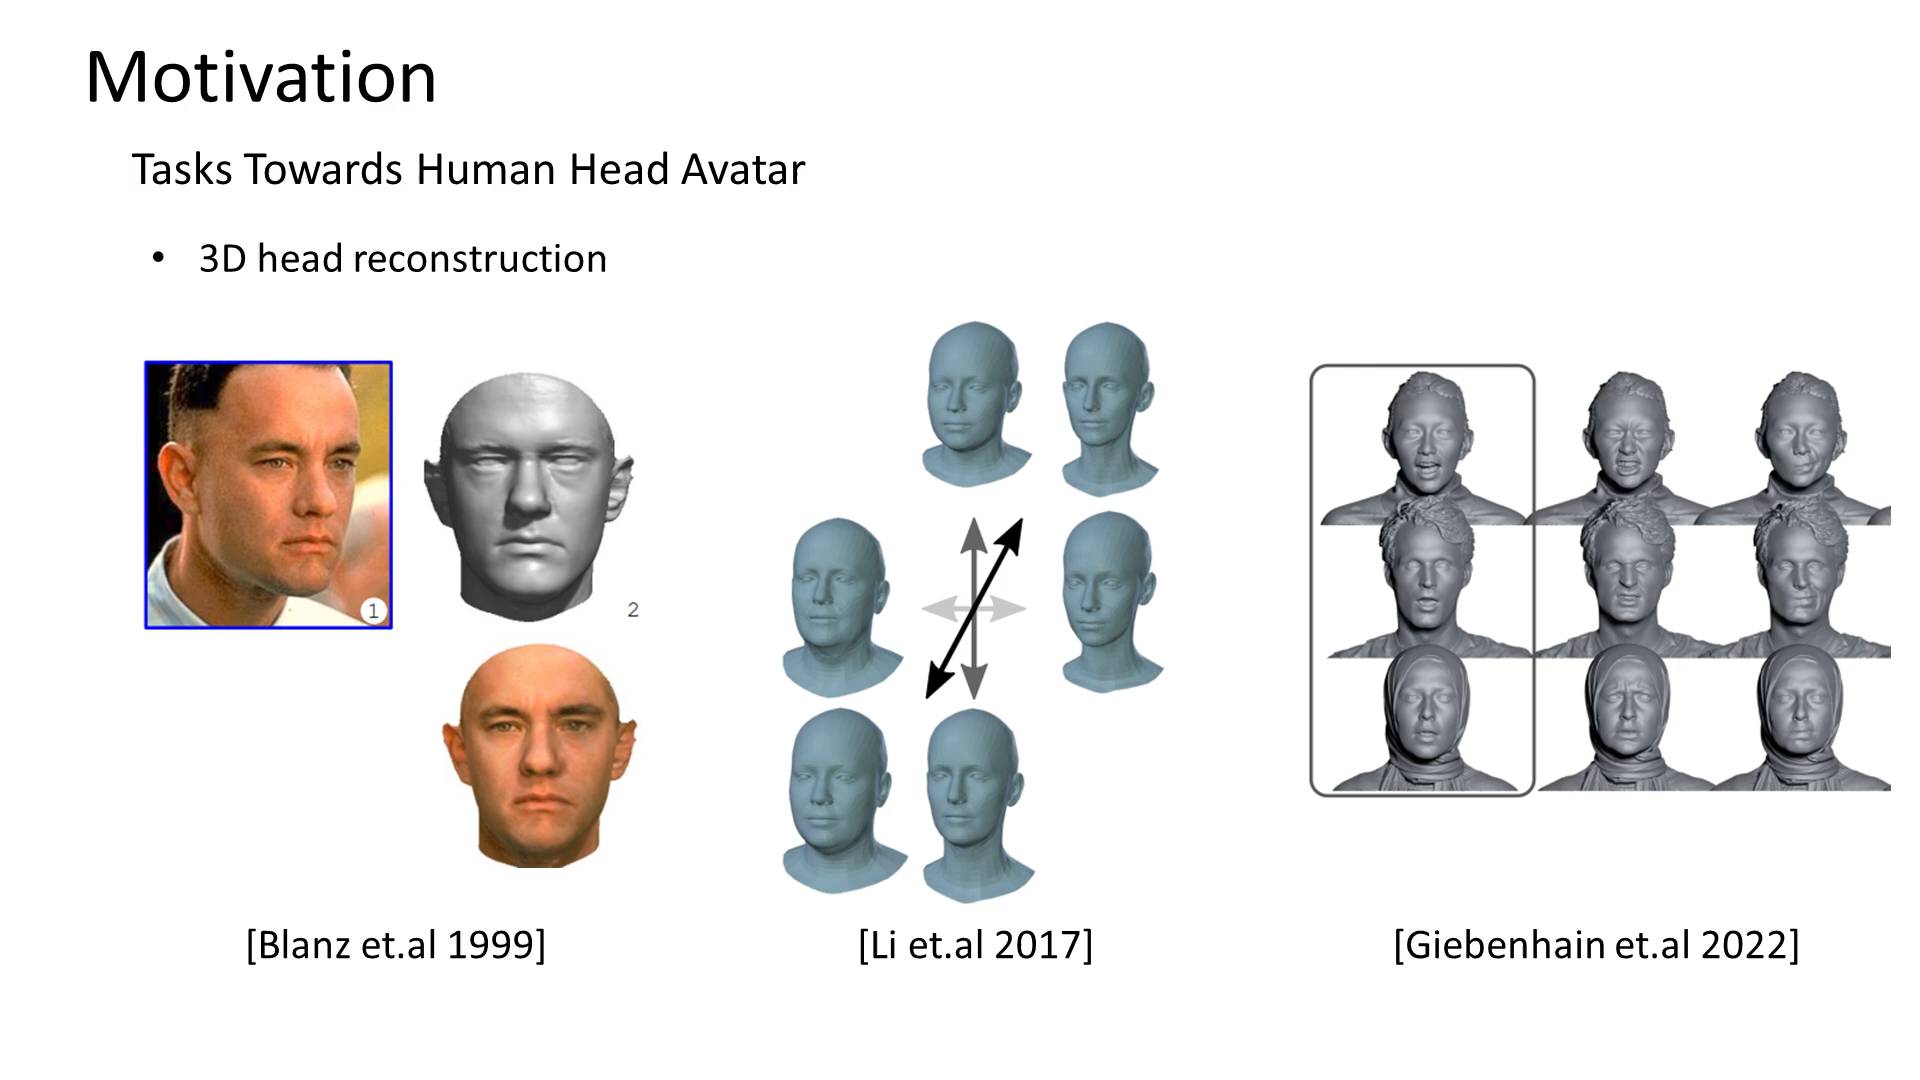 Motivation
Tasks Towards Human Head Avatar
• 3D head reconstruction
1
2
[Blanz et.al 1999]
[Li et.al 2017]
[Giebenhain et.al 2022]